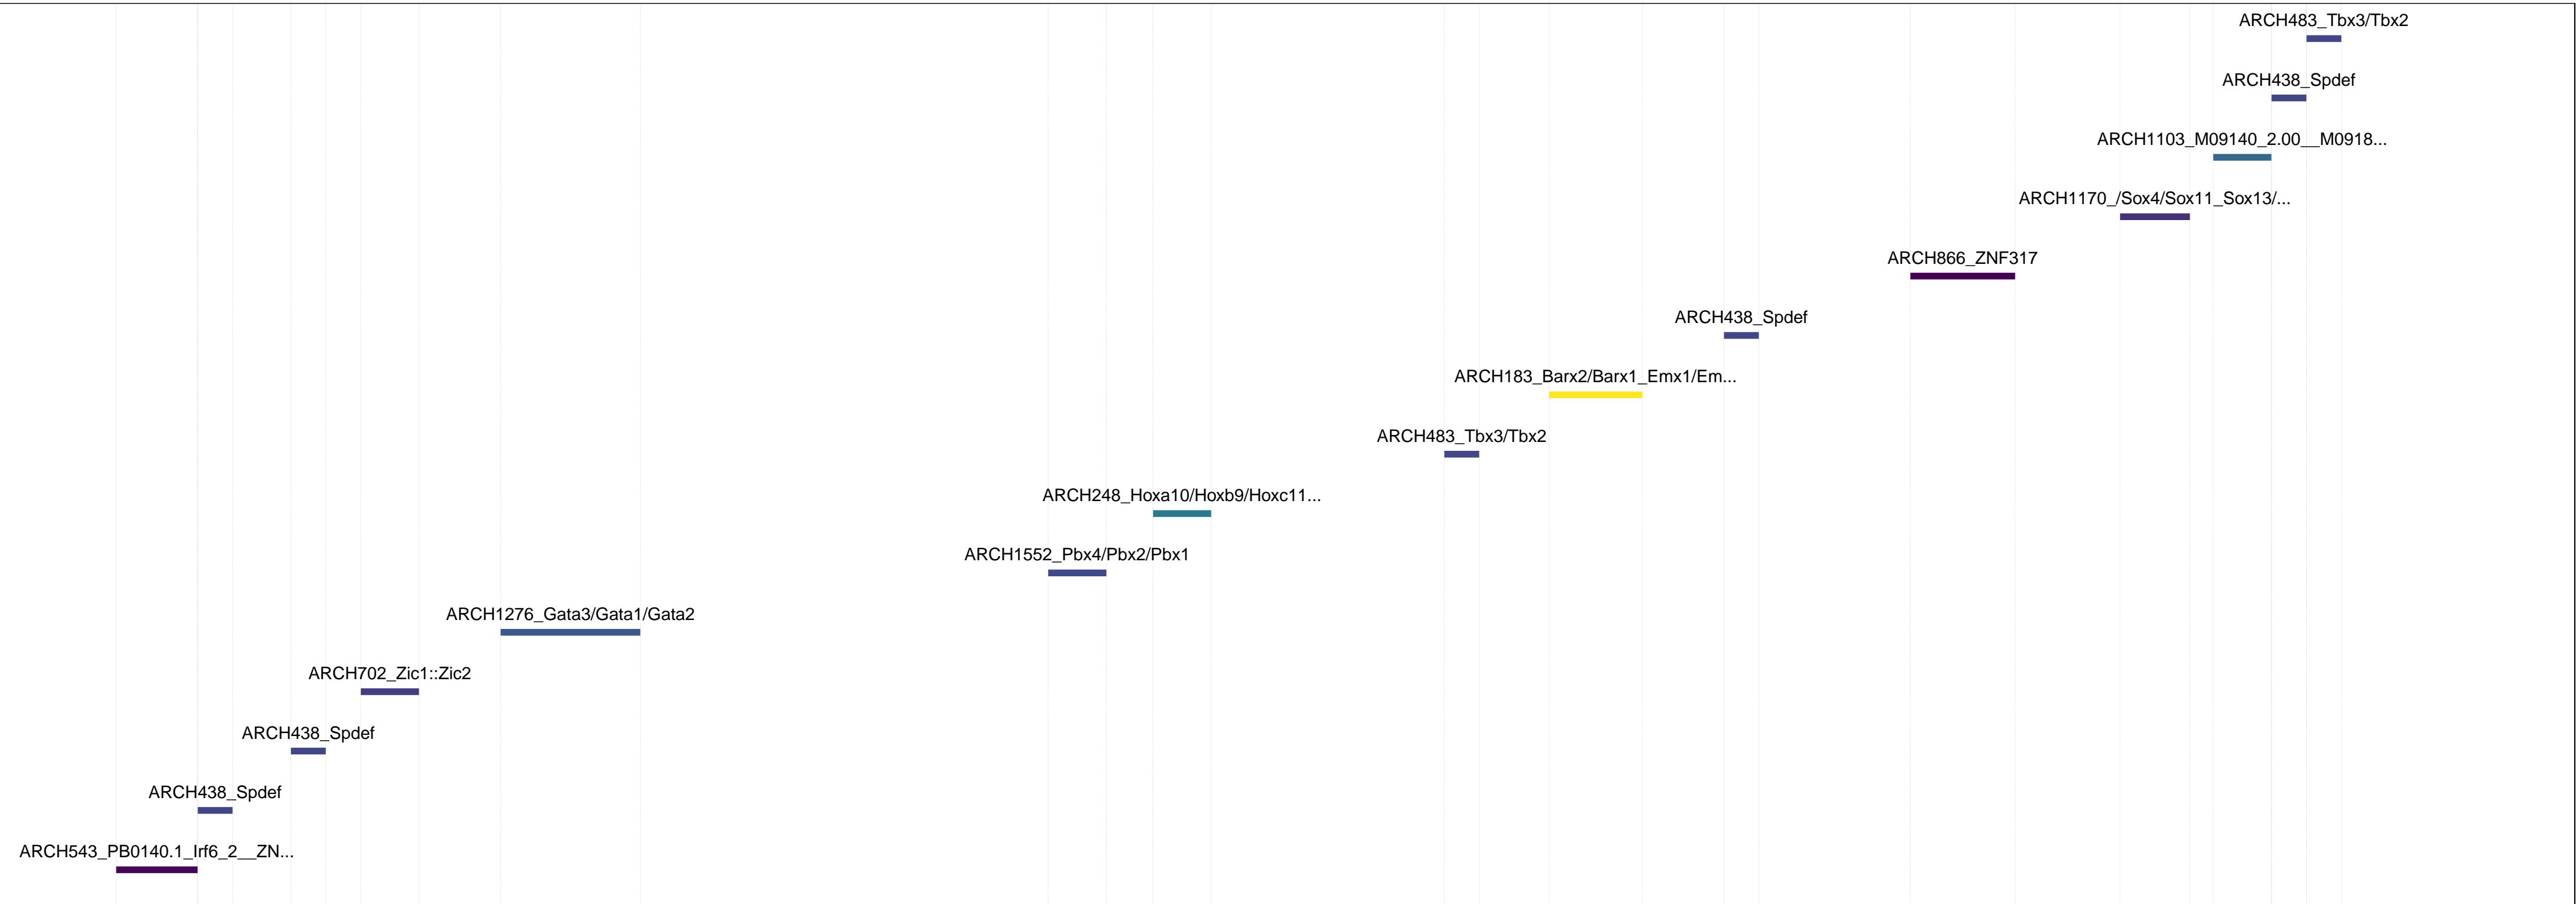 ARCH483_Tbx3/Tbx2
ARCH438_Spdef
ARCH1103_M09140_2.00__M0918...
ARCH1170_/Sox4/Sox11_Sox13/...
ARCH866_ZNF317
ARCH438_Spdef
ARCH183_Barx2/Barx1_Emx1/Em...
ARCH483_Tbx3/Tbx2
ARCH248_Hoxa10/Hoxb9/Hoxc11...
ARCH1552_Pbx4/Pbx2/Pbx1
ARCH1276_Gata3/Gata1/Gata2
ARCH702_Zic1::Zic2
ARCH438_Spdef
ARCH438_Spdef
ARCH543_PB0140.1_Irf6_2__ZN...